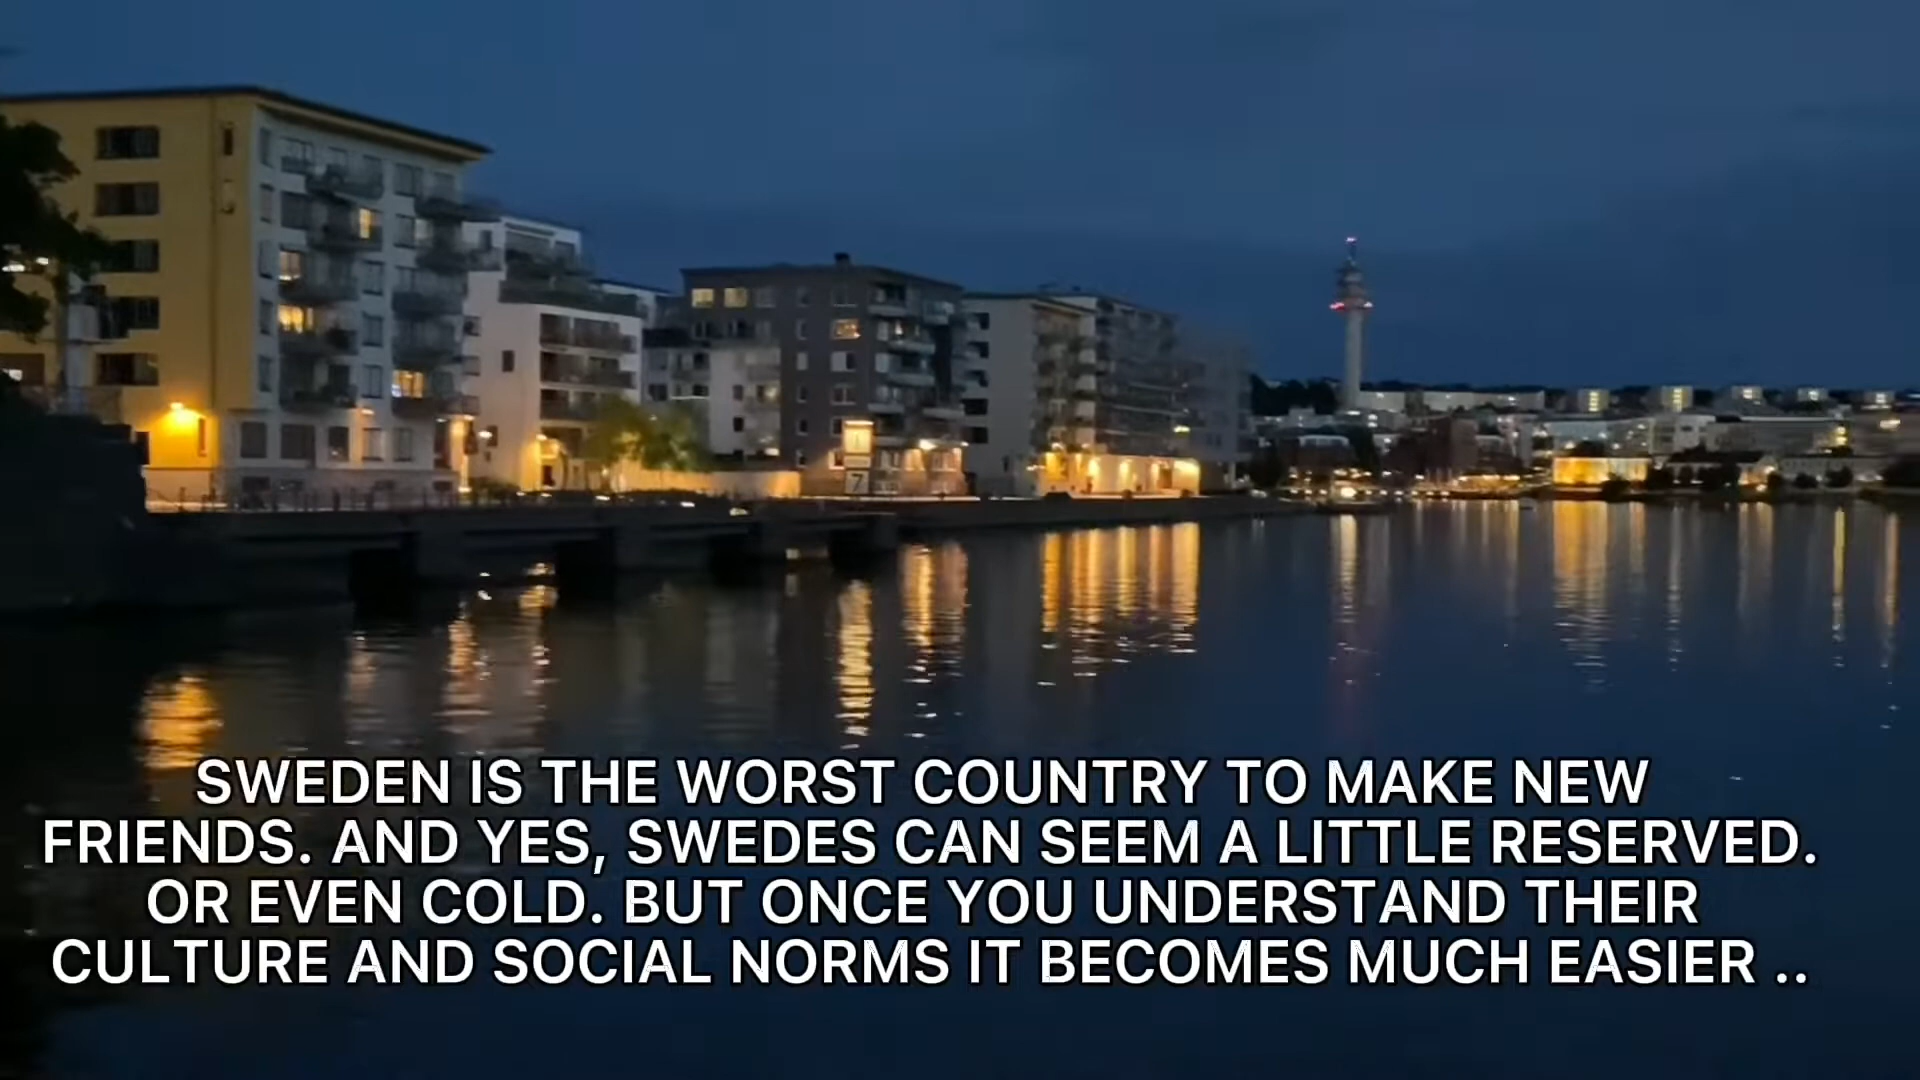 7
SWEDEN IS THE WORST COUNTRY TO MAKE NEW
FRIENDS. AND YES, SWEDES CAN SEEM A LITTLE RESERVED.
OR EVEN COLD. BUT ONCE YOU UNDERSTAND THEIR
CULTURE AND SOCIAL NORMS IT BECOMES MUCH EASIER ..